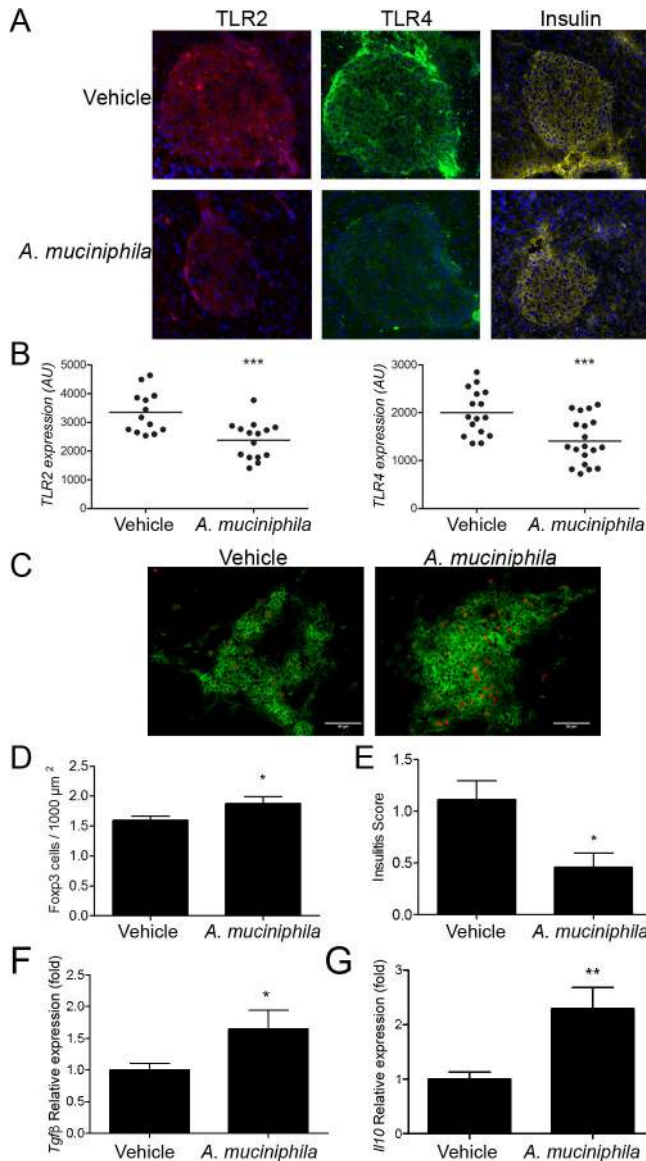 A
TLR2 TLR4 Insulin
Vehicle
A. muciniphila
B
TLR2 expression (AU)
5000
4000
3000
2000
1000
0
***
Vehicle A. muciniphila
TLR4 expression (AU)
3000
2000
1000
0
***
Vehicle A. muciniphila
C
Vehicle A. muciniphila
D
Foxp3 cells / 1000 µm ²
2.5
2.0
1.5
1.0
0.5
0.0
*
Vehicle A. muciniphila
E
Insulitis Score
1.5
1.0
0.5
0.0
*
Vehicle A. muciniphila
F
Tgfβ Relative expression (fold)
2.5
2.0
1.5
1.0
0.5
0.0
*
Vehicle A. muciniphila
G
Il10 Relative expression (fold)
3
2
1
0
**
Vehicle A. muciniphila